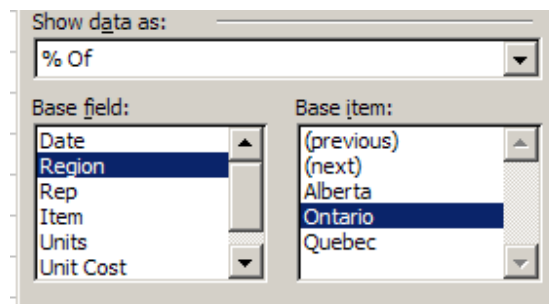 Show data as:
% Of
Base field:
Date
Region
Rep
Item
Units
Unit Cost
Base item:
(previous)
(next)
Alberta
Ontario
Quebec